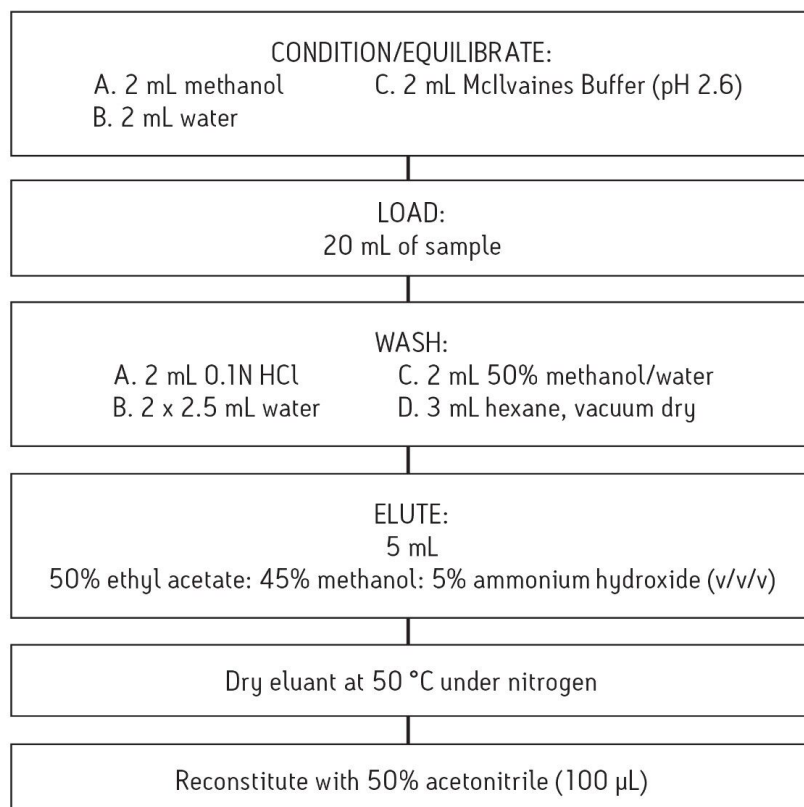 CONDITION/EQUILIBRATE:
A. 2 mL methanol C. 2 mL McIlvaines Buffer (pH 2.6)
B. 2 mL water
LOAD:
20 mL of sample
WASH:
A. 2 mL 0.1N HCl C. 2 mL 50% methanol/water
B. 2 x 2.5 mL water D. 3 mL hexane, vacuum dry
ELUTE:
5 mL
50% ethyl acetate: 45% methanol: 5% ammonium hydroxide (v/v/v)
Dry eluant at 50 °C under nitrogen
Reconstitute with 50% acetonitrile (100 µL)